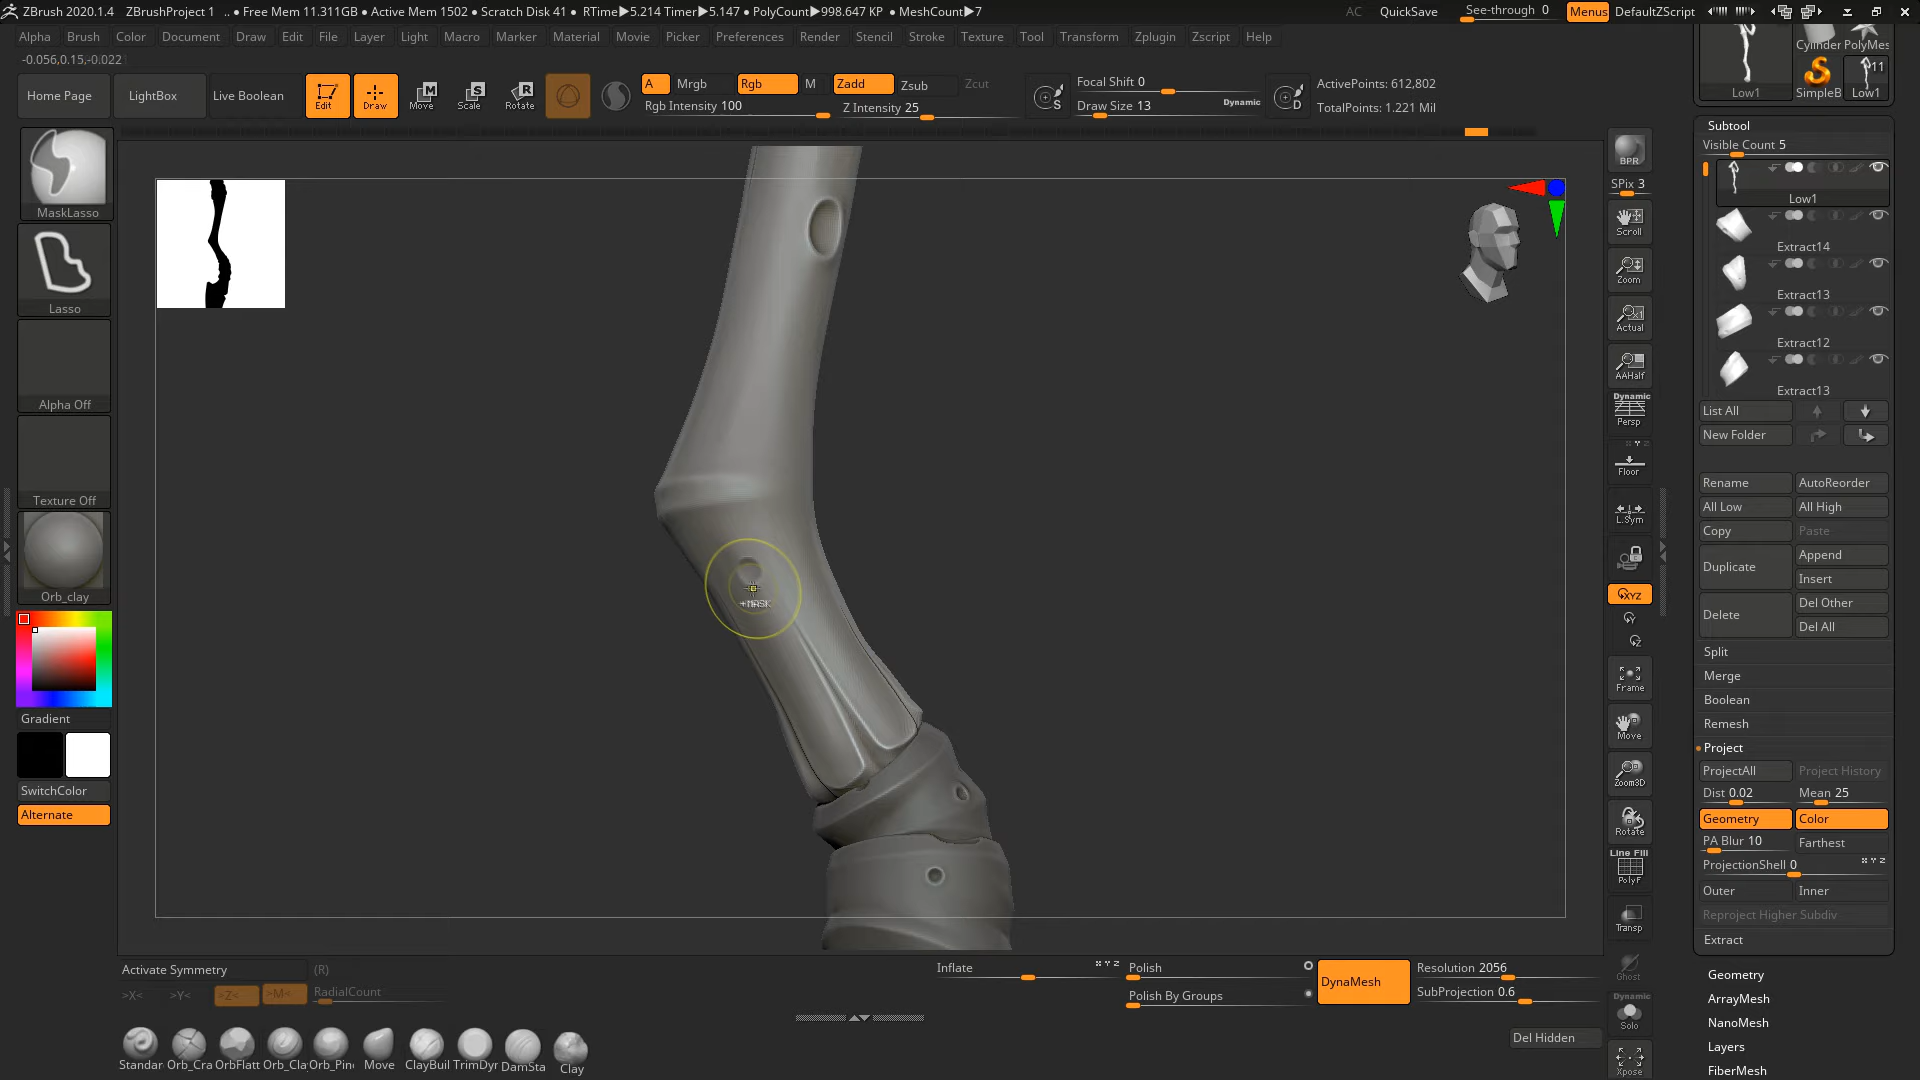 ZBrush 2020.1.4 ZBrushProject 1 .. ● Free Mem 11.311GB ● Active Mem 1502 ● Scratch Disk 41 ● RTime▶5.214 Timer▶5.147 ● PolyCount▶998.647 KP ● MeshCount▶7 AC QuickSave See-through 0 Menus DefaultZScript
Alpha Brush Color Document Draw Edit File Layer Light Macro Marker Material Movie Picker Preferences Render Stencil Stroke Texture Tool Transform Zplugin Zscript Help
-0.056,0.15,-0.022
Home Page LightBox Live Boolean Edit Draw Move Scale Rotate
A Mrgb Rgb M Zadd Zsub Zcut
Rgb Intensity 100 Z Intensity 25
S Focal Shift 0
Draw Size 13 Dynamic
D ActivePoints: 612,802
TotalPoints: 1.221 Mil
MaskLasso
Lasso
Alpha Off
Texture Off
Orb_clay
Gradient
SwitchColor
Alternate
+MASK
BPR
SPix 3
Scroll
Zoom
Actual
AAHalf
Dynamic
Persp
Floor
L.Sym
XYZ
Y
Z
Frame
Move
Zoom3D
Rotate
Line Fill
PolyF
Transp
Ghost
Dynamic
Solo
Xpose
Cylinder PolyMes
11
Low1 SimpleB Low1
Subtool
Visible Count 5
Low1
Extract14
Extract13
Extract12
Extract13
List All
New Folder
Rename AutoReorder
All Low All High
Copy Paste
Duplicate Append
Insert
Delete Del Other
Del All
Split
Merge
Boolean
Remesh
Project
ProjectAll Project History
Dist 0.02 Mean 25
Geometry Color
PA Blur 10 Farthest
ProjectionShell 0 X Y Z
Outer Inner
Reproject Higher Subdiv
Extract
Geometry
ArrayMesh
NanoMesh
Layers
FiberMesh
Activate Symmetry (R)
>X< >Y< >Z< >M< RadialCount
Inflate X Y Z Polish
Polish By Groups
DynaMesh Resolution 2056
SubProjection 0.6
Del Hidden
Standar Orb_Cra OrbFlatt Orb_Cla Orb_Pin Move ClayBuil TrimDyr DamSta Clay